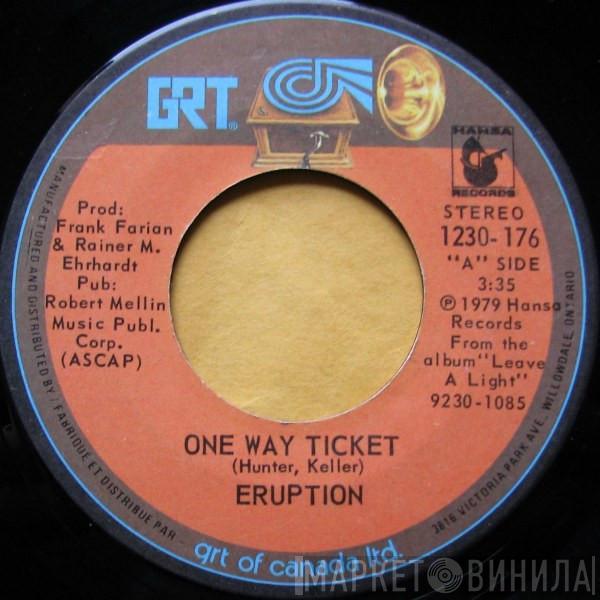 GRT®
HANSA
RECORDS
Prod:
Frank Farian
& Rainer M.
Ehrhardt
Pub:
Robert Mellin
Music Publ.
Corp.
(ASCAP)
STEREO
1230-176
"A" SIDE
3:35
℗ 1979 Hansa
Records
From the
album "Leave
A Light"
9230-1085
ONE WAY TICKET
(Hunter, Keller)
ERUPTION
MANUFACTURED AND DISTRIBUTED BY / FABRIQUE ET DISTRIBUE PAR -
grt of canada ltd.
3816 VICTORIA PARK AVE., WILLOWDALE, ONTARIO
МАРКЕТ ВИНИЛА